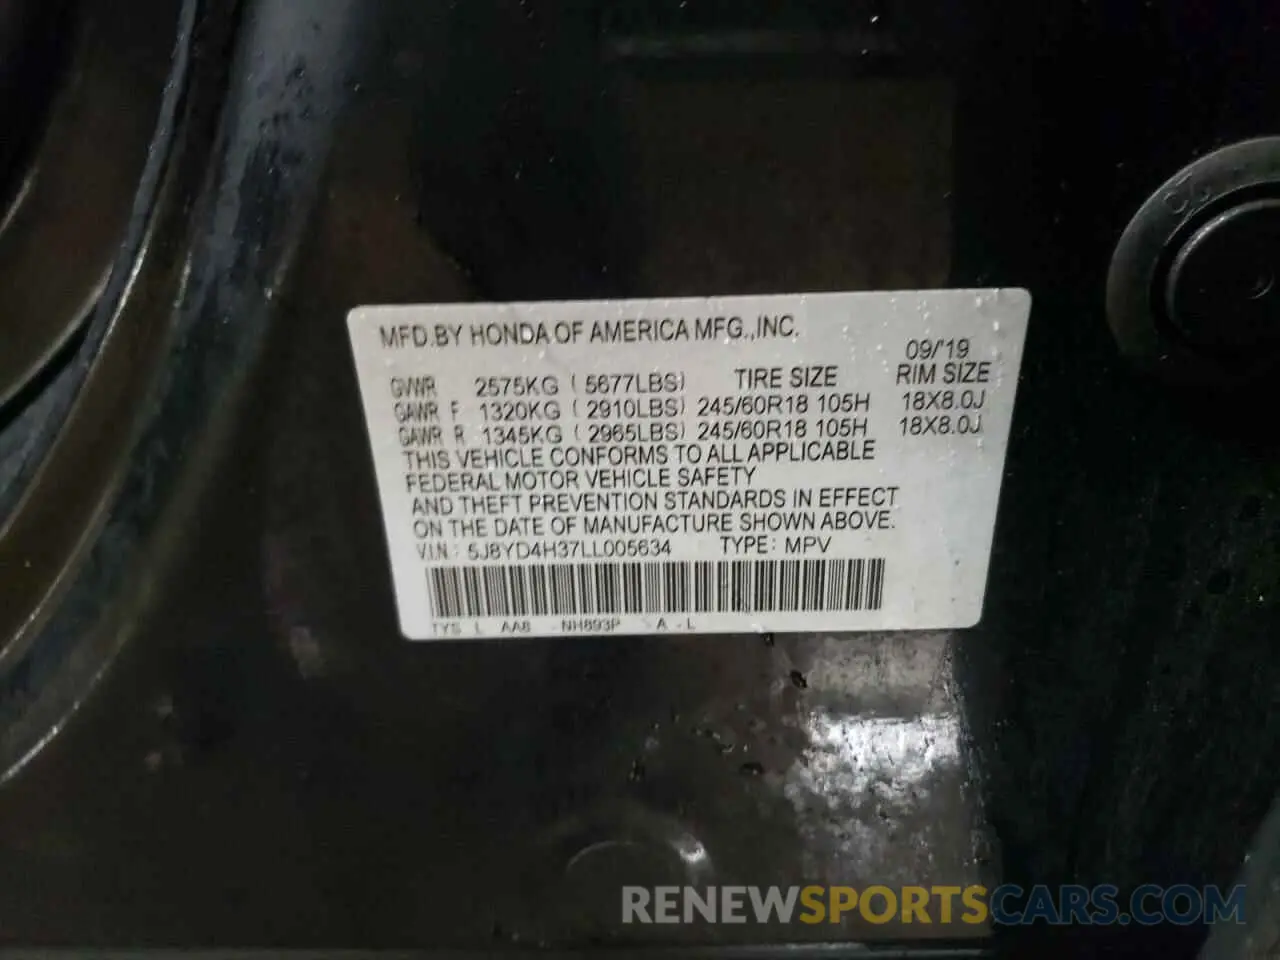 MFD.BY HONDA OF AMERICA MFG.,INC.
09/'19
GVWR 2575KG ( 5677LBS) TIRE SIZE RIM SIZE
GAWR F 1320KG ( 2910LBS) 245/60R18 105H 18X8.0J
GAWR R 1345KG ( 2965LBS) 245/60R18 105H 18X8.0J
THIS VEHICLE CONFORMS TO ALL APPLICABLE
FEDERAL MOTOR VEHICLE SAFETY
AND THEFT PREVENTION STANDARDS IN EFFECT
ON THE DATE OF MANUFACTURE SHOWN ABOVE.
V.I.N.: 5J8YD4H37LL005634 TYPE: MPV
TYS L AA8 NH893P A L
RENEWSPORTSCARS.COM